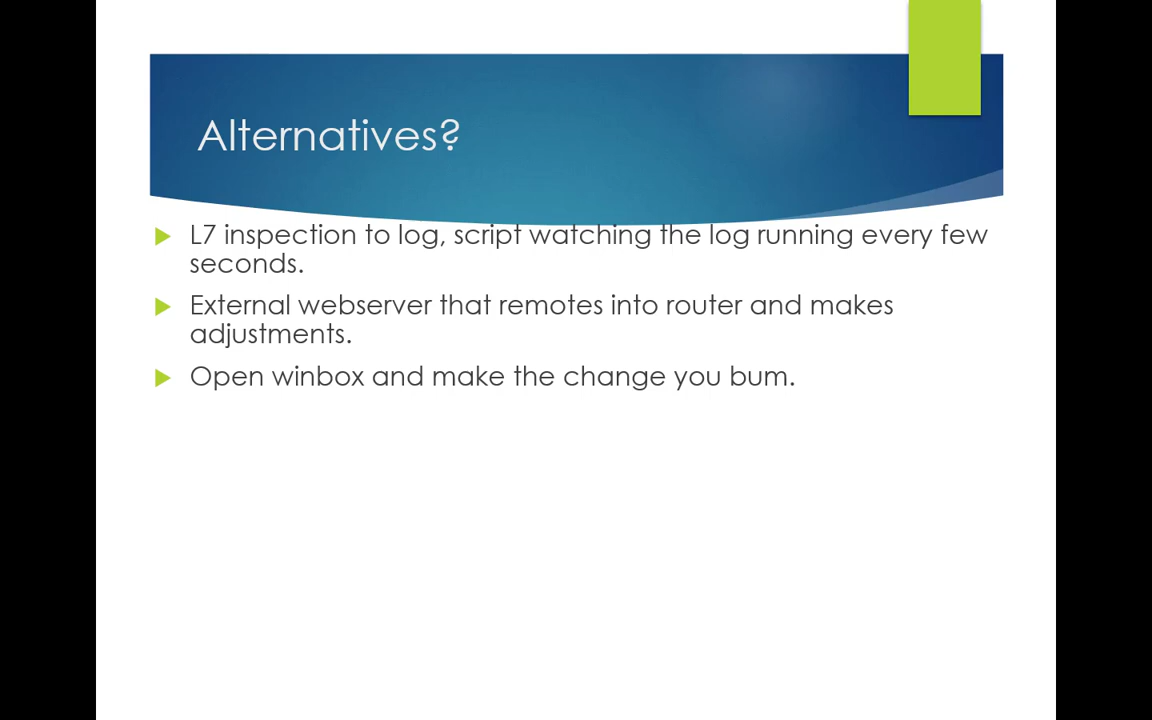 Alternatives?
L7 inspection to log, script watching the log running every few
seconds.
External webserver that remotes into router and makes
adjustments.
Open winbox and make the change you bum.